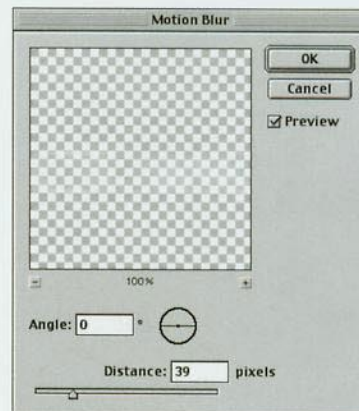 Motion Blur
OK
Cancel
Preview
100%
Angle: 0 °
Distance: 39 pixels